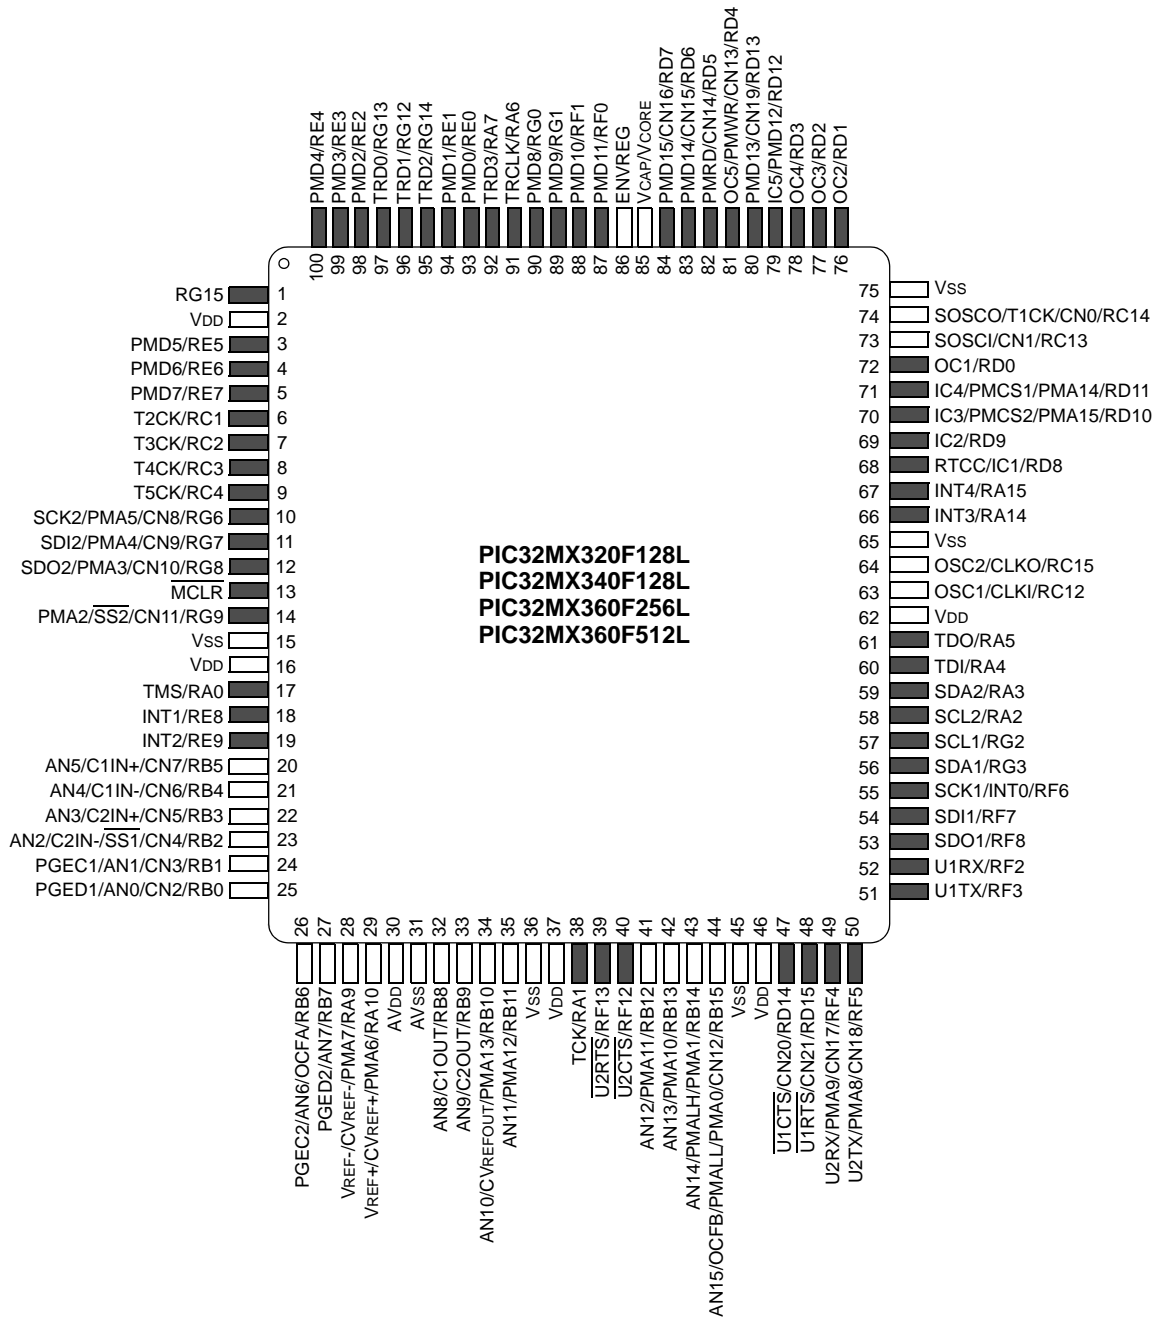 PMD4/RE4
PMD3/RE3
PMD2/RE2
TRD0/RG13
TRD1/RG12
TRD2/RG14
PMD1/RE1
PMD0/RE0
TRD3/RA7
TRCLK/RA6
PMD8/RG0
PMD9/RG1
PMD10/RF1
PMD11/RF0
ENVREG
VCAP/VCORE
PMD15/CN16/RD7
PMD14/CN15/RD6
PMRD/CN14/RD5
OC5/PMWR/CN13/RD4
PMD13/CN19/RD13
IC5/PMD12/RD12
OC4/RD3
OC3/RD2
OC2/RD1
100
99
98
97
96
95
94
93
92
91
90
89
88
87
86
85
84
83
82
81
80
79
78
77
76
RG15 1
VDD 2
PMD5/RE5 3
PMD6/RE6 4
PMD7/RE7 5
T2CK/RC1 6
T3CK/RC2 7
T4CK/RC3 8
T5CK/RC4 9
SCK2/PMA5/CN8/RG6 10
SDI2/PMA4/CN9/RG7 11
SDO2/PMA3/CN10/RG8 12
MCLR 13
PMA2/SS2/CN11/RG9 14
VSS 15
VDD 16
TMS/RA0 17
INT1/RE8 18
INT2/RE9 19
AN5/C1IN+/CN7/RB5 20
AN4/C1IN-/CN6/RB4 21
AN3/C2IN+/CN5/RB3 22
AN2/C2IN-/SS1/CN4/RB2 23
PGEC1/AN1/CN3/RB1 24
PGED1/AN0/CN2/RB0 25
PIC32MX320F128L
PIC32MX340F128L
PIC32MX360F256L
PIC32MX360F512L
75 VSS
74 SOSCO/T1CK/CN0/RC14
73 SOSCI/CN1/RC13
72 OC1/RD0
71 IC4/PMCS1/PMA14/RD11
70 IC3/PMCS2/PMA15/RD10
69 IC2/RD9
68 RTCC/IC1/RD8
67 INT4/RA15
66 INT3/RA14
65 VSS
64 OSC2/CLKO/RC15
63 OSC1/CLKI/RC12
62 VDD
61 TDO/RA5
60 TDI/RA4
59 SDA2/RA3
58 SCL2/RA2
57 SCL1/RG2
56 SDA1/RG3
55 SCK1/INT0/RF6
54 SDI1/RF7
53 SDO1/RF8
52 U1RX/RF2
51 U1TX/RF3
26
27
28
29
30
31
32
33
34
35
36
37
38
39
40
41
42
43
44
45
46
47
48
49
50
PGEC2/AN6/OCFA/RB6
PGED2/AN7/RB7
VREF-/CVREF-/PMA7/RA9
VREF+/CVREF+/PMA6/RA10
AVDD
AVSS
AN8/C1OUT/RB8
AN9/C2OUT/RB9
AN10/CVREFOUT/PMA13/RB10
AN11/PMA12/RB11
VSS
VDD
TCK/RA1
U2RTS/RF13
U2CTS/RF12
AN12/PMA11/RB12
AN13/PMA10/RB13
AN14/PMALH/PMA1/RB14
AN15/OCFB/PMALL/PMA0/CN12/RB15
VSS
VDD
U1CTS/CN20/RD14
U1RTS/CN21/RD15
U2RX/PMA9/CN17/RF4
U2TX/PMA8/CN18/RF5